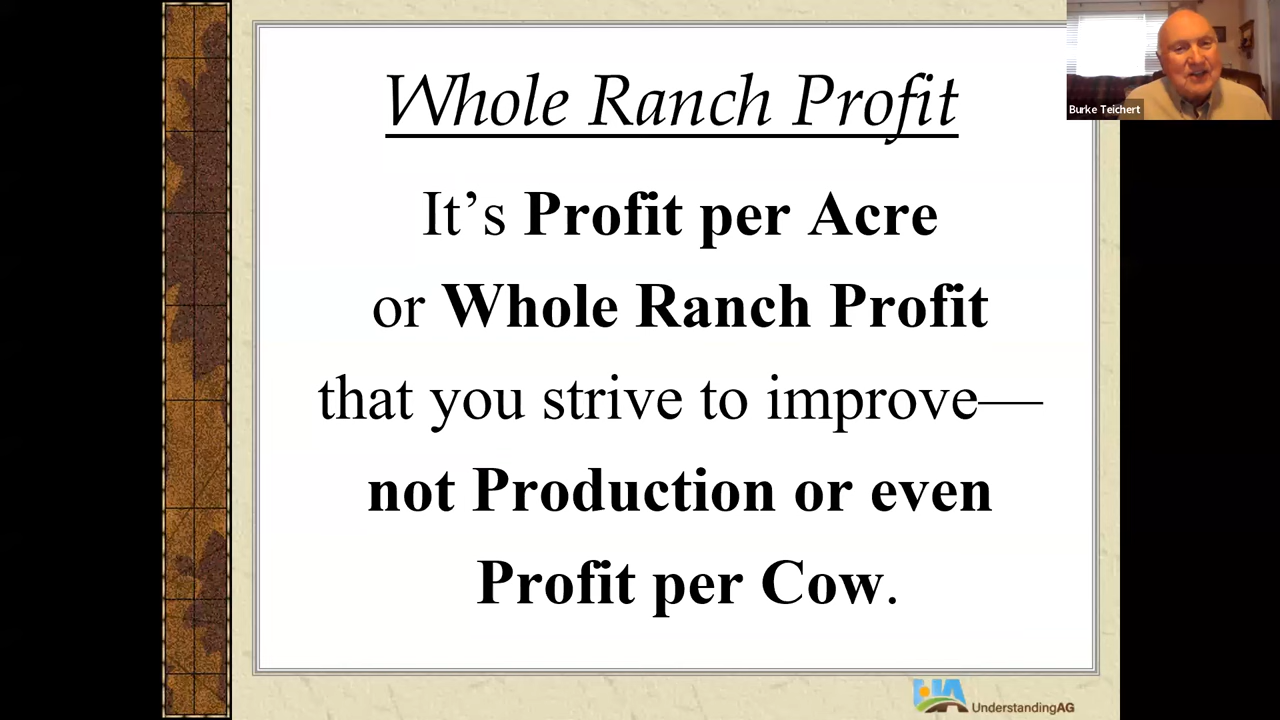 Whole Ranch Profit
Burke Teichert
It’s Profit per Acre
or Whole Ranch Profit
that you strive to improve—
not Production or even
Profit per Cow.
UA UnderstandingAG